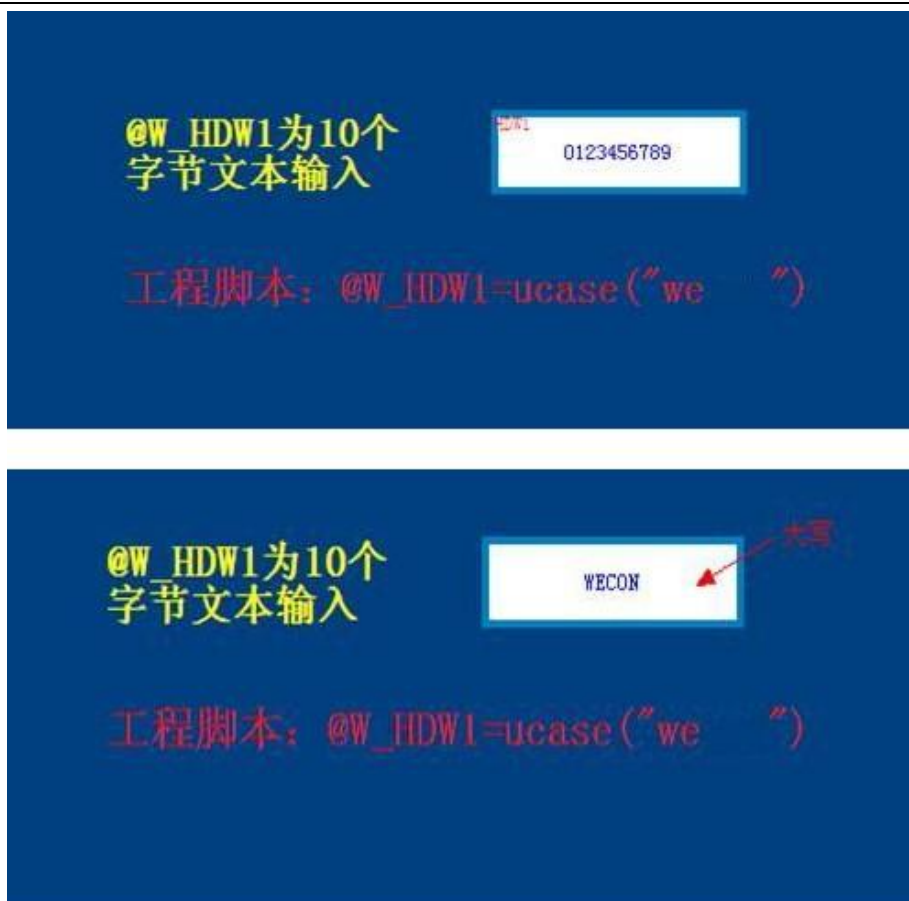 @W_HDW1为10个
字节文本输入
HDW1
0123456789
工程脚本：@W_HDW1=ucase("we   ")
@W_HDW1为10个
字节文本输入
WECON
大写
工程脚本：@W_HDW1=ucase("we   ")